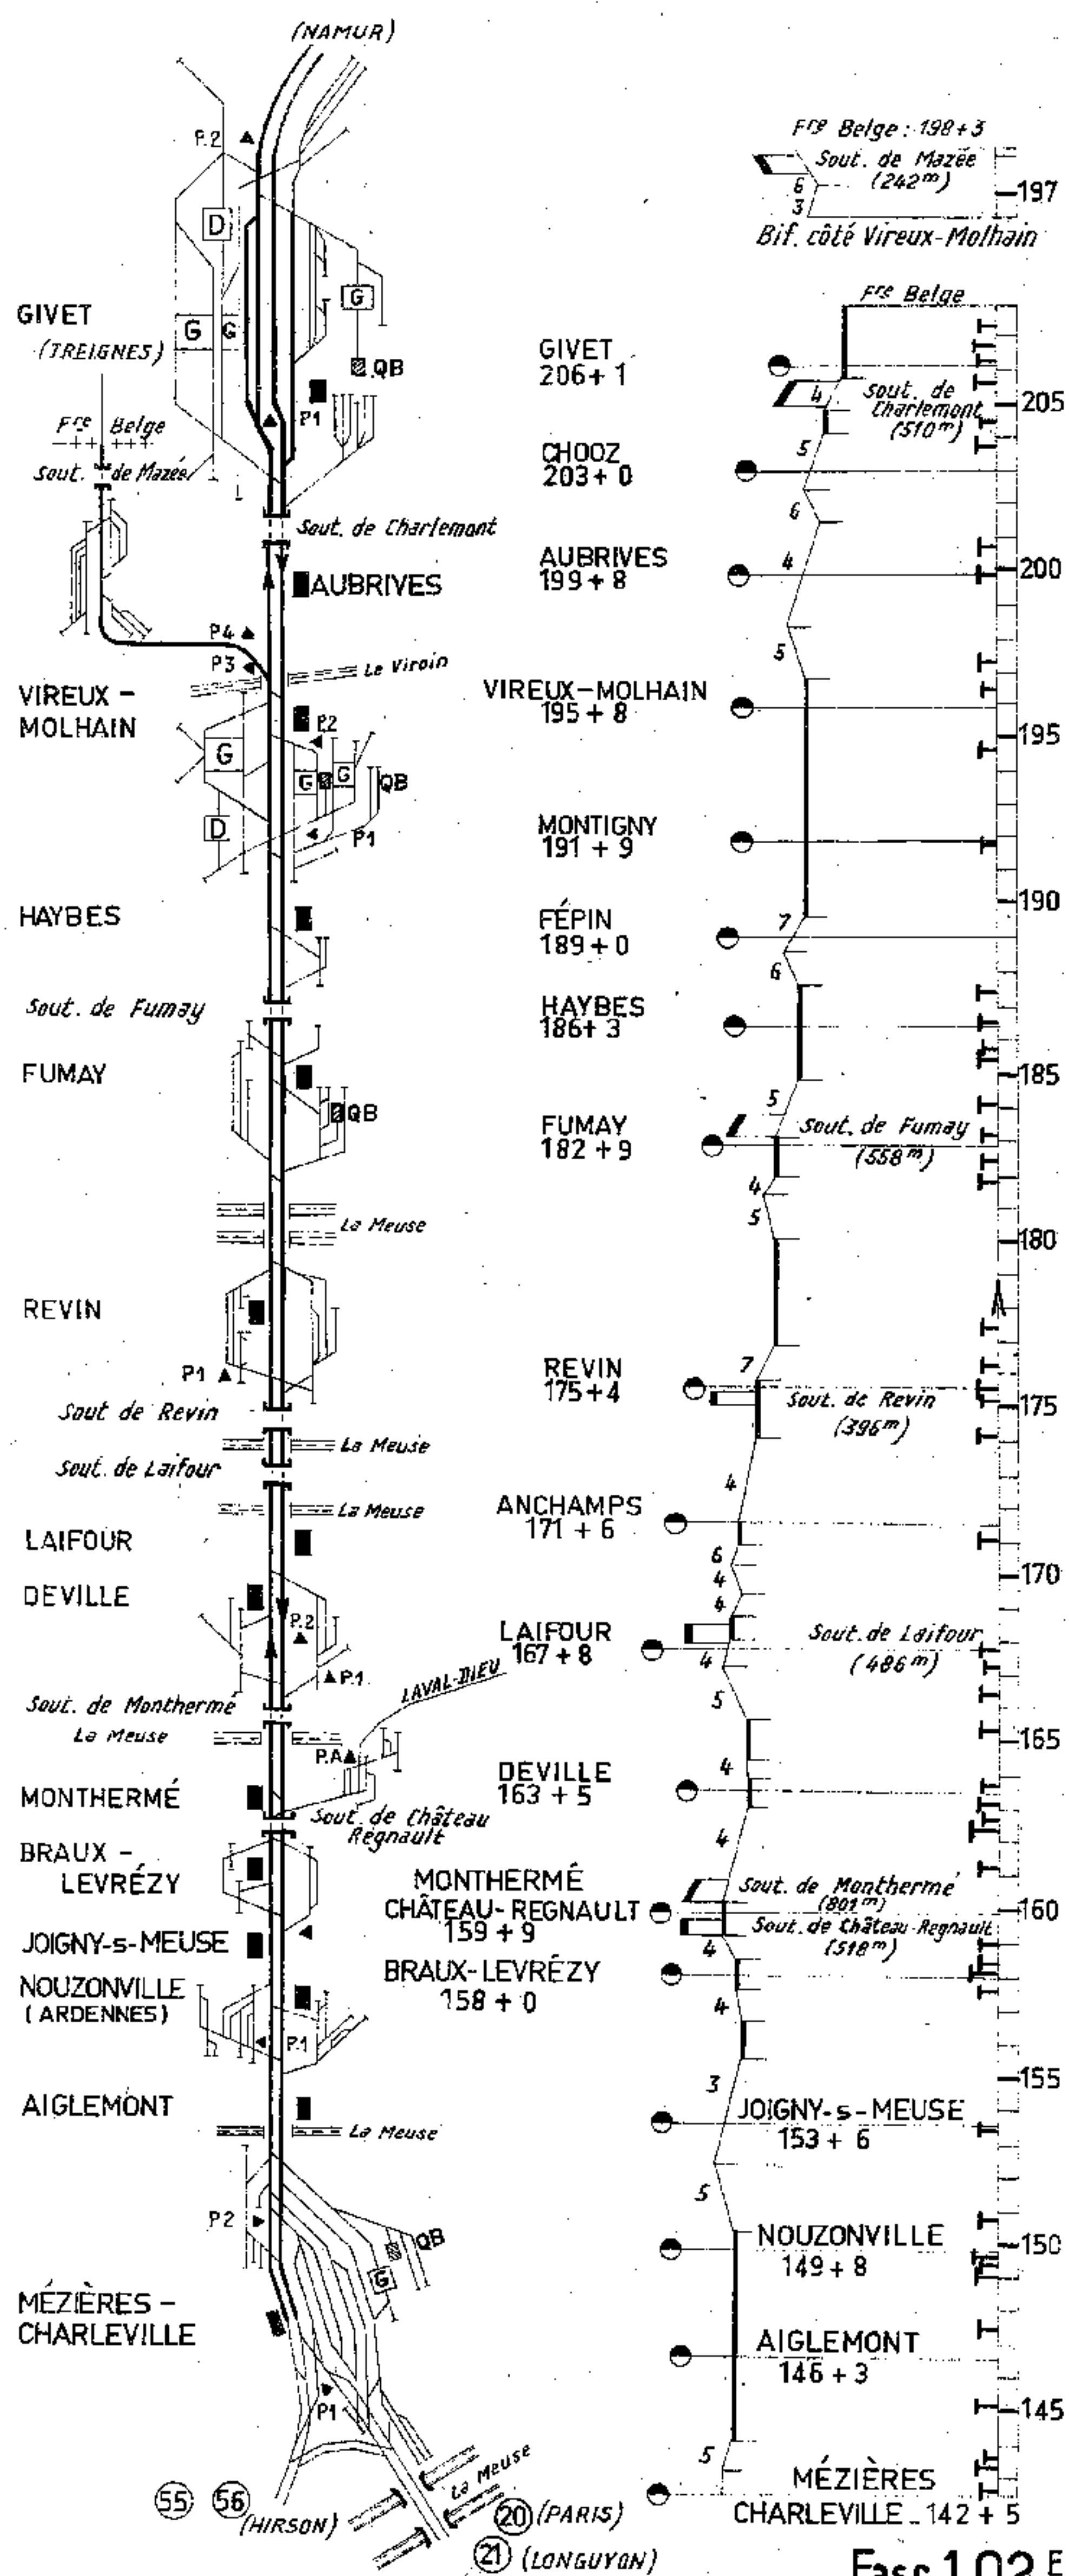 (NAMUR)
P.2
D
G
G
G
QB
P1
GIVET
(TREIGNES)
Fre Belge
Sout. de Mazée
Sout. de Charlemont
AUBRIVES
P4
P3
Le Viroin
VIREUX –
MOLHAIN
P.2
G
G
G
QB
D
P1
HAYBES
Sout. de Fumay
FUMAY
QB
La Meuse
REVIN
P1
Sout de Revin
La Meuse
Sout. de Laifour
La Meuse
LAIFOUR
DEVILLE
P.2
P.1
LAVAL-DIEU
Sout. de Monthermé
La Meuse
P.A
MONTHERMÉ
Sout. de Château
Regnault
BRAUX –
LEVRÉZY
JOIGNY-s-MEUSE
NOUZONVILLE
(ARDENNES)
P.1
AIGLEMONT
La Meuse
P2
QB
G
MÉZIÈRES –
CHARLEVILLE
P1
La Meuse
55 56
(HIRSON)
20 (PARIS)
21 (LONGUYON)
Fre Belge : 198+3
Sout. de Mazée
(242m)
6
3
197
Bif. côté Vireux-Molhain
Fre Belge
GIVET
206+1
4
Sout. de
Charlemont
(510m)
205
5
CHOOZ
203+0
6
AUBRIVES
199+8
4
200
5
VIREUX-MOLHAIN
195+8
195
MONTIGNY
191+9
190
FÉPIN
189+0
7
6
HAYBES
186+3
185
5
FUMAY
182+9
Sout. de Fumay
(558m)
4
5
180
REVIN
175+4
7
Sout. de Revin
(396m)
175
4
ANCHAMPS
171+6
6
4
4
170
LAIFOUR
167+8
Sout. de Laifour
(486m)
4
5
165
DEVILLE
163+5
4
4
Sout. de Monthermé
(801m)
MONTHERMÉ
CHÂTEAU-REGNAULT
159+9
160
Sout. de Château-Regnault
(518m)
4
BRAUX-LEVRÉZY
158+0
4
155
3
JOIGNY-s-MEUSE
153+6
5
NOUZONVILLE
149+8
150
AIGLEMONT
146+3
145
5
MÉZIÈRES
CHARLEVILLE_142+5
Fasc 102 E